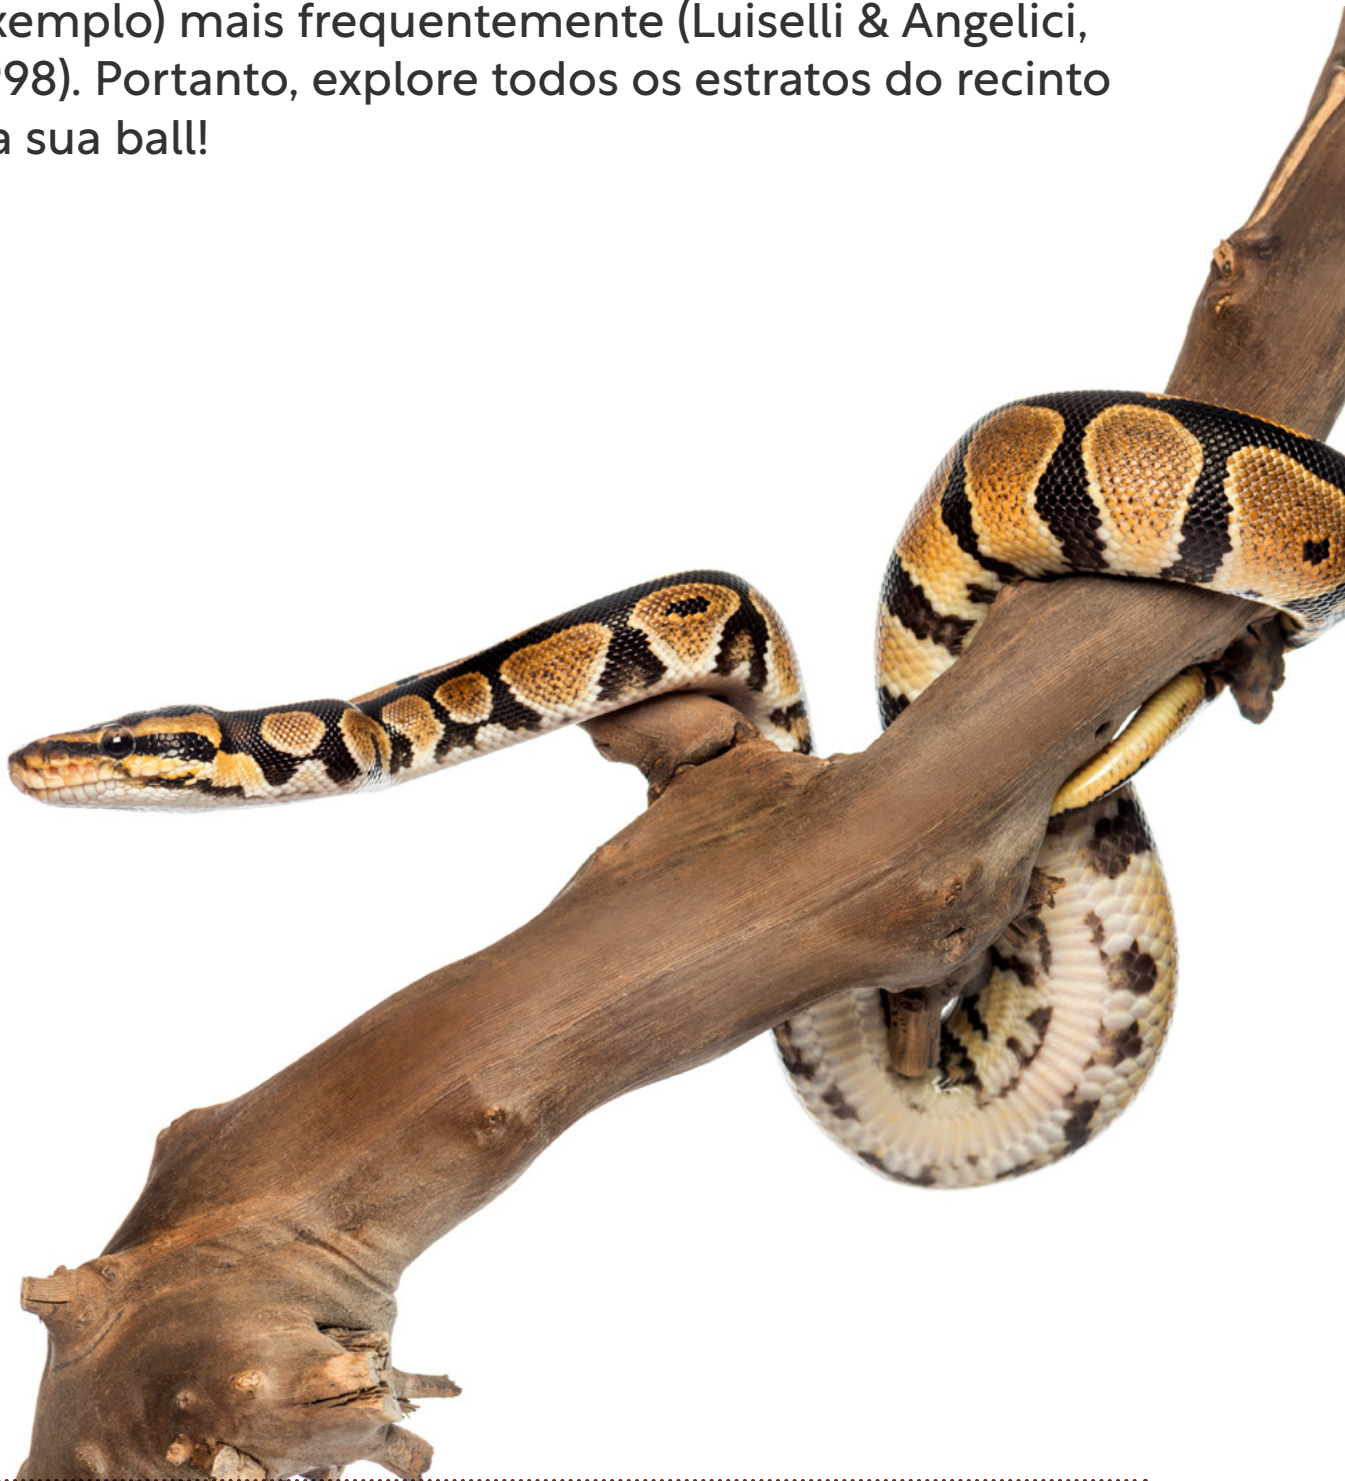 xemplo) mais frequentemente (Luiselli & Angelici,
98). Portanto, explore todos os estratos do recinto
a sua ball!